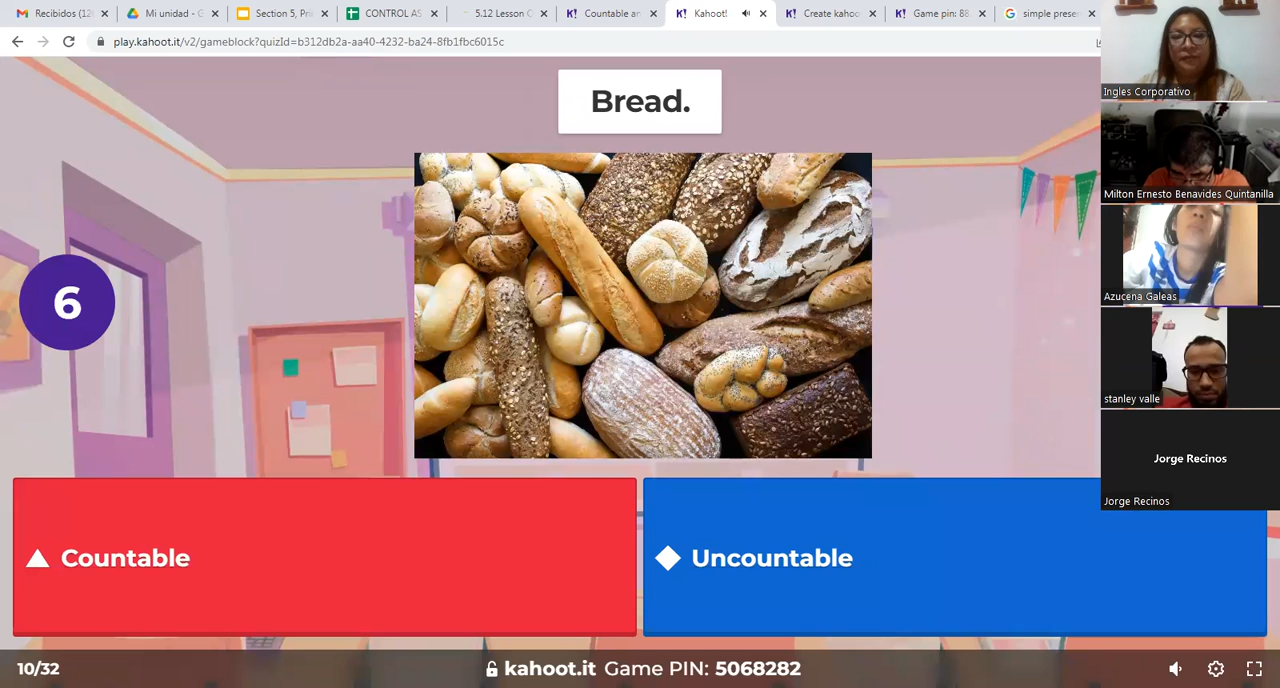 Recibidos (12
Mi unidad - G
Section 5, Pri
CONTROL AS
5.12 Lesson C
K! Countable an
K! Kahoot!
K! Create kahoo
K! Game pin: 88
simple prese
play.kahoot.it/v2/gameblock?quizId=b312db2a-aa40-4232-ba24-8fb1fbc6015c
Bread.
6
Ingles Corporativo
Milton Ernesto Benavides Quintanilla
Azucena Galeas
stanley valle
Jorge Recinos
Jorge Recinos
Countable
Uncountable
10/32
kahoot.it Game PIN: 5068282